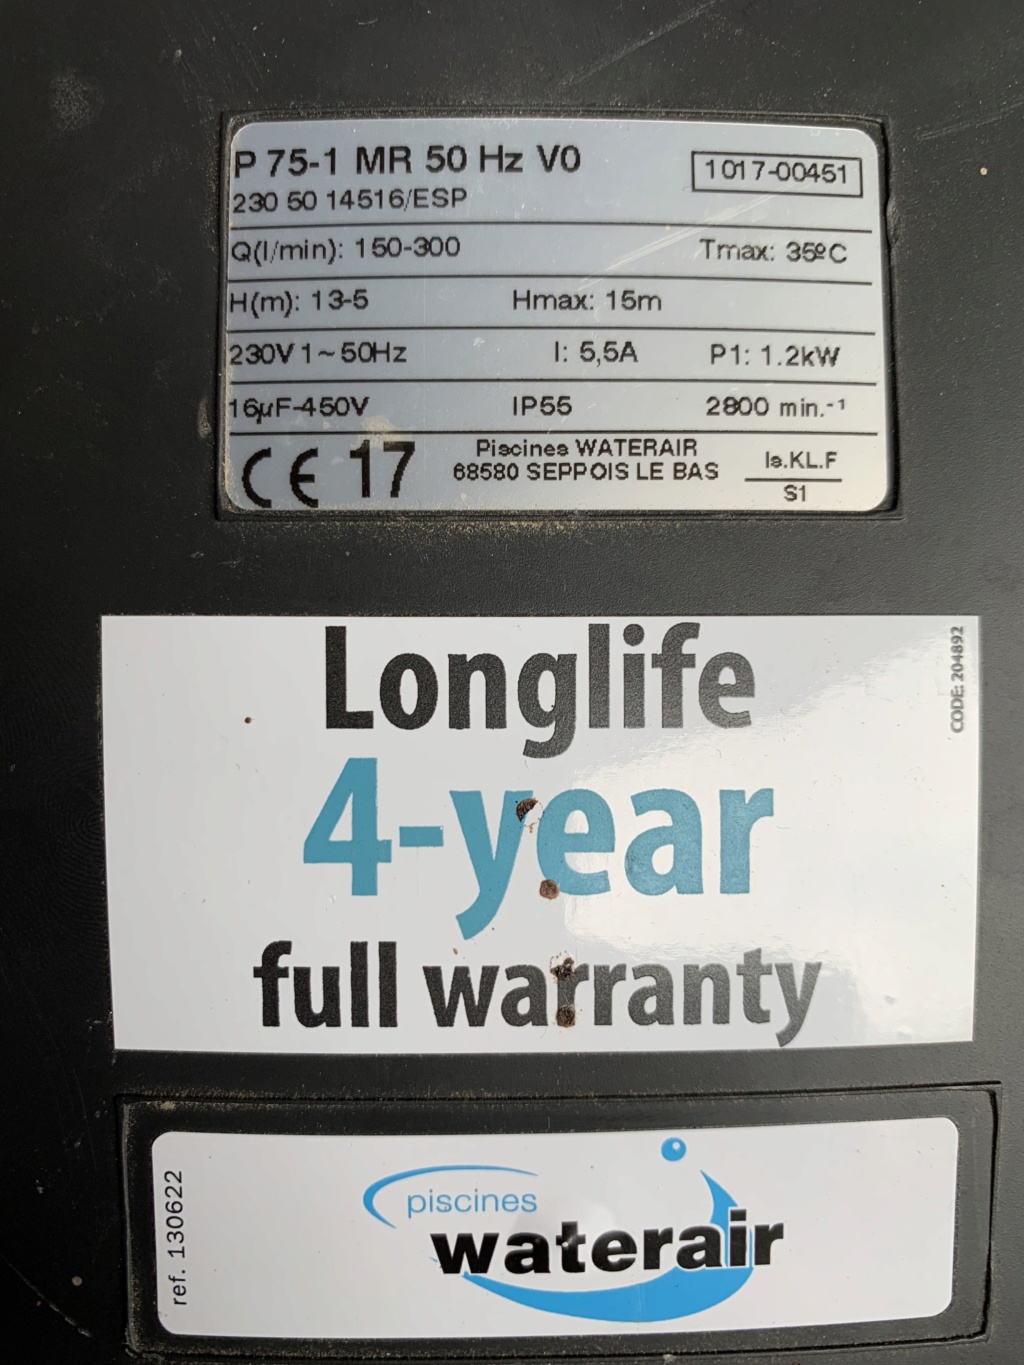 P 75-1 MR 50 Hz V0
1017-00451
230 50 14516/ESP
Q(l/min): 150-300 Tmax: 35ºC
H(m): 13-5 Hmax: 15m
230V 1~50Hz I: 5,5A P1: 1.2kW
16µF-450V IP55 2800 min.-¹
CE 17 Piscines WATERAIR
68580 SEPPOIS LE BAS
Is.KL.F
S1
Longlife
4-year
full warranty
CODE: 204892
ref. 130622
piscines
waterair